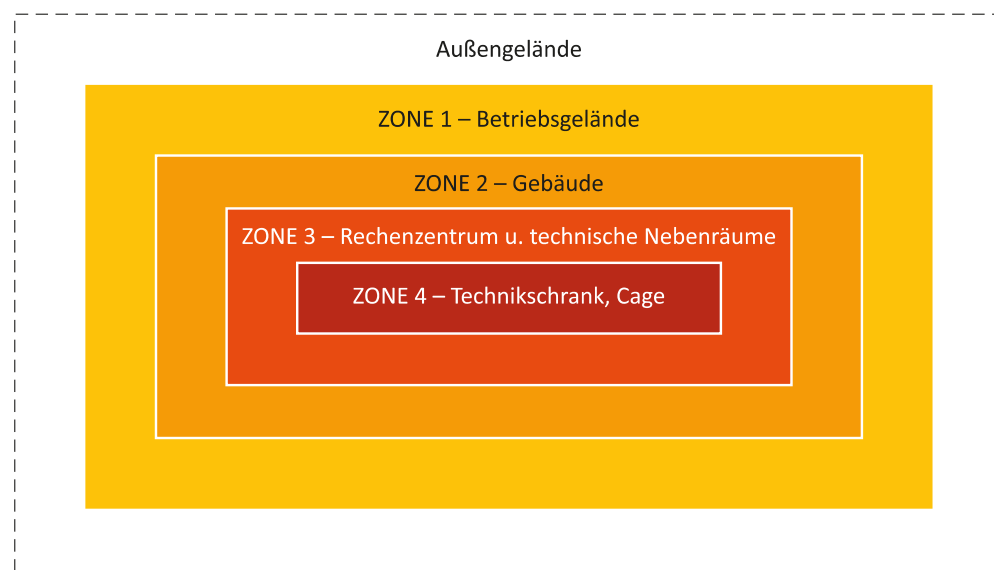 Außengelände
ZONE 1 – Betriebsgelände
ZONE 2 – Gebäude
ZONE 3 – Rechenzentrum u. technische Nebenräume
ZONE 4 – Technikschrank, Cage